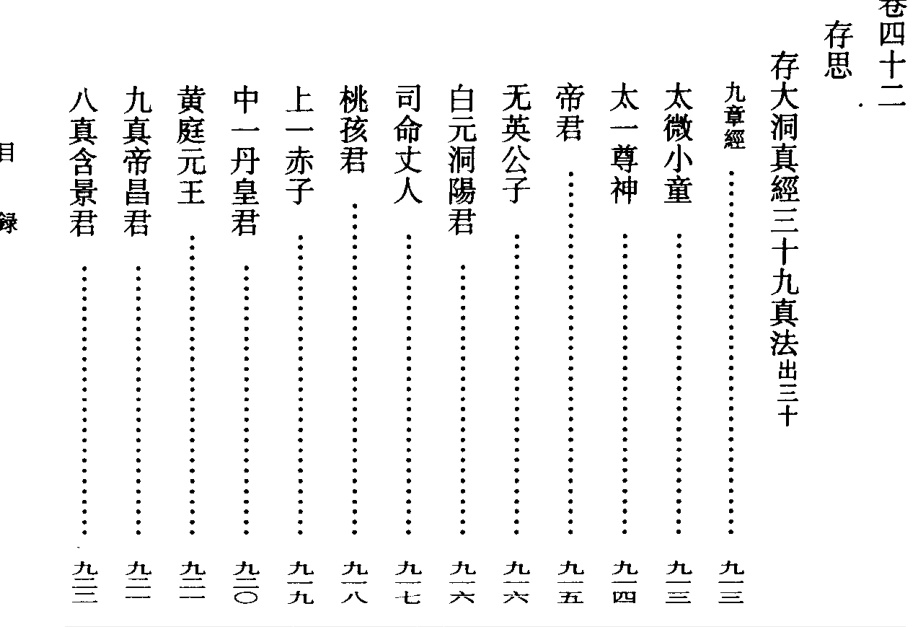 卷四十二
存思
存大洞真經三十九真法出三十
九章經……九一三
太微小童……九一三
太一尊神……九一四
帝君……九一五
无英公子……九一六
白元洞陽君……九一六
司命丈人……九一七
桃孩君……九一八
上一赤子……九一九
中一丹皇君……九二〇
黄庭元王……九二一
九真帝昌君……九二一
八真含景君……九二二
目録